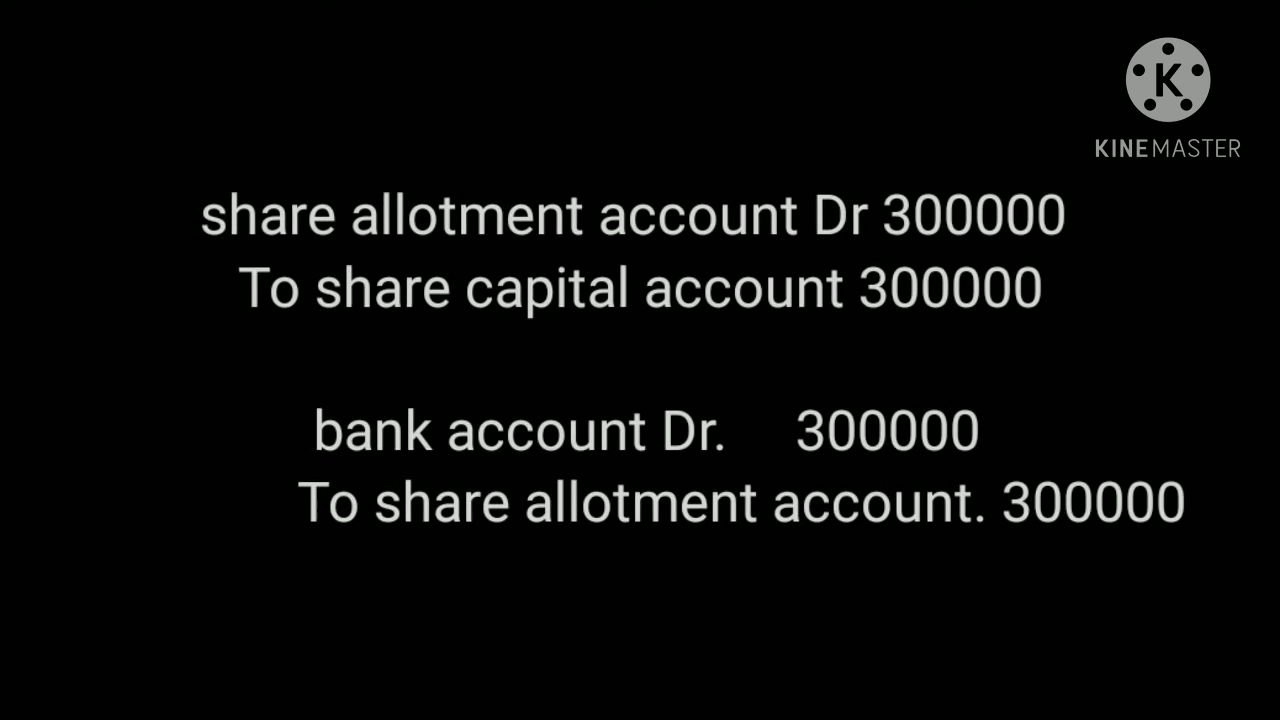 K
KINEMASTER
share allotment account Dr 300000
To share capital account 300000
bank account Dr. 300000
To share allotment account. 300000